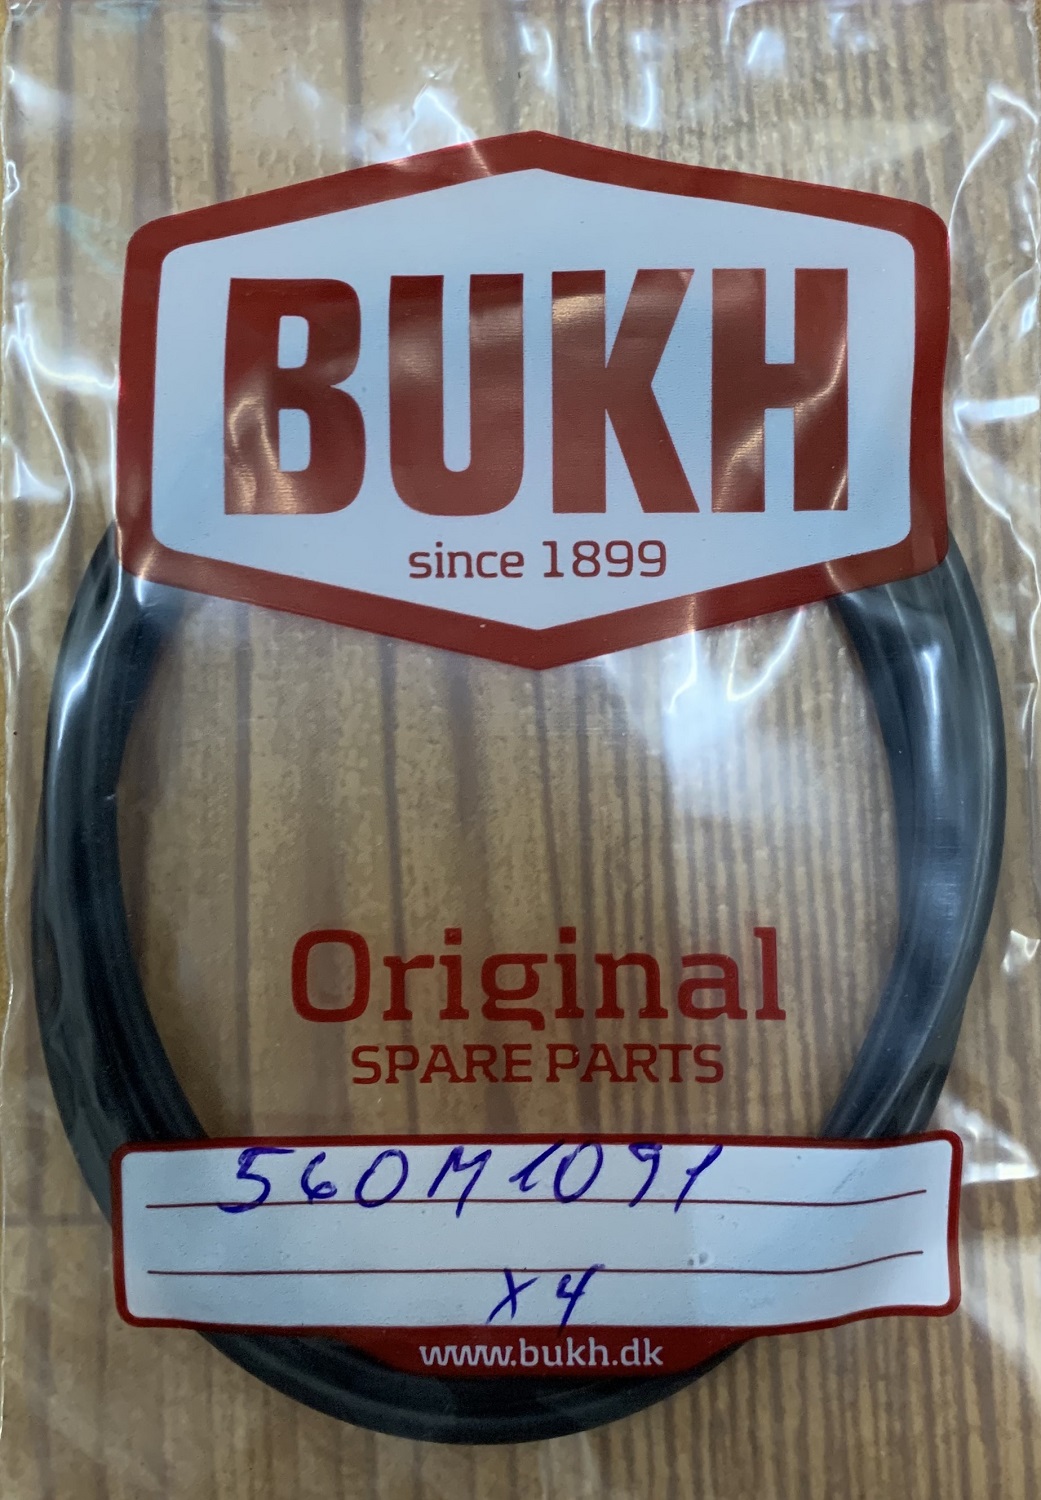 BUKH
since 1899
Original
SPARE PARTS
560M1091
x4
www.bukh.dk